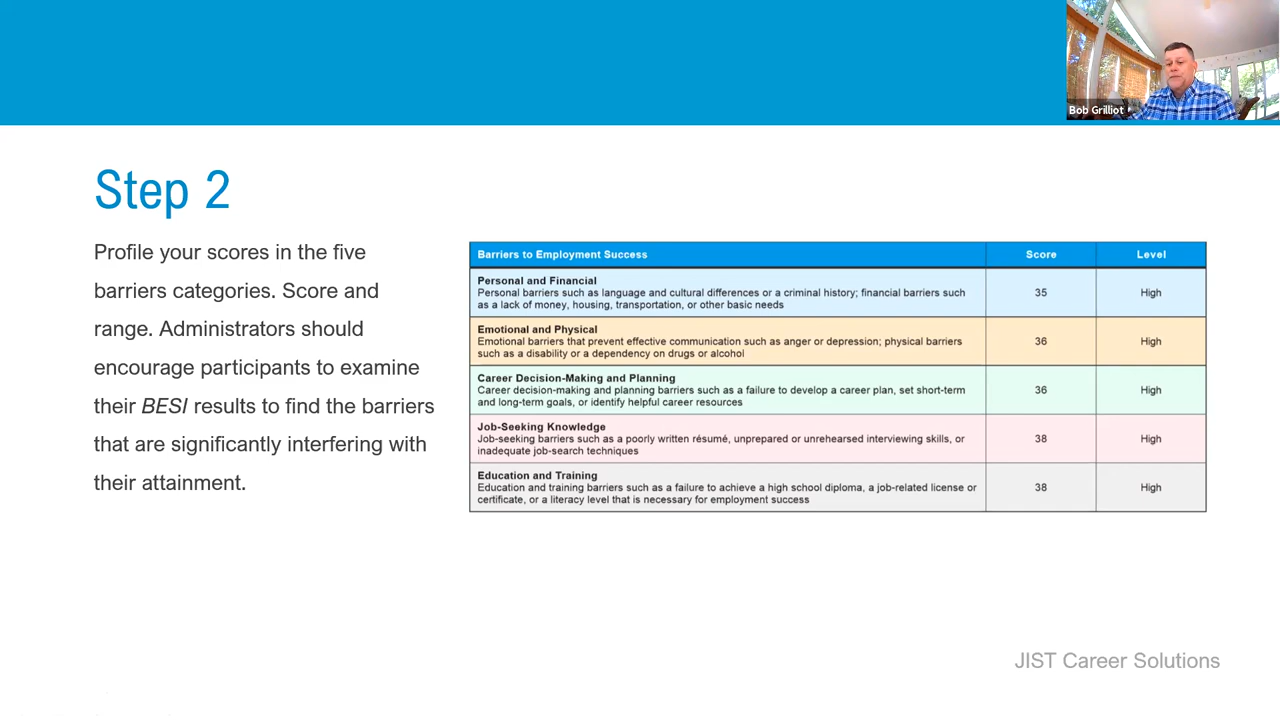 Bob Grilliot
Step 2
Profile your scores in the five
barriers categories. Score and
range. Administrators should
encourage participants to examine
their BESI results to find the barriers
that are significantly interfering with
their attainment.
Barriers to Employment Success Score Level
Personal and Financial
Personal barriers such as language and cultural differences or a criminal history; financial barriers such
as a lack of money, housing, transportation, or other basic needs
35 High
Emotional and Physical
Emotional barriers that prevent effective communication such as anger or depression; physical barriers
such as a disability or a dependency on drugs or alcohol
36 High
Career Decision-Making and Planning
Career decision-making and planning barriers such as a failure to develop a career plan, set short-term
and long-term goals, or identify helpful career resources
36 High
Job-Seeking Knowledge
Job-seeking barriers such as a poorly written résumé, unprepared or unrehearsed interviewing skills, or
inadequate job-search techniques
38 High
Education and Training
Education and training barriers such as a failure to achieve a high school diploma, a job-related license or
certificate, or a literacy level that is necessary for employment success
38 High
JIST Career Solutions